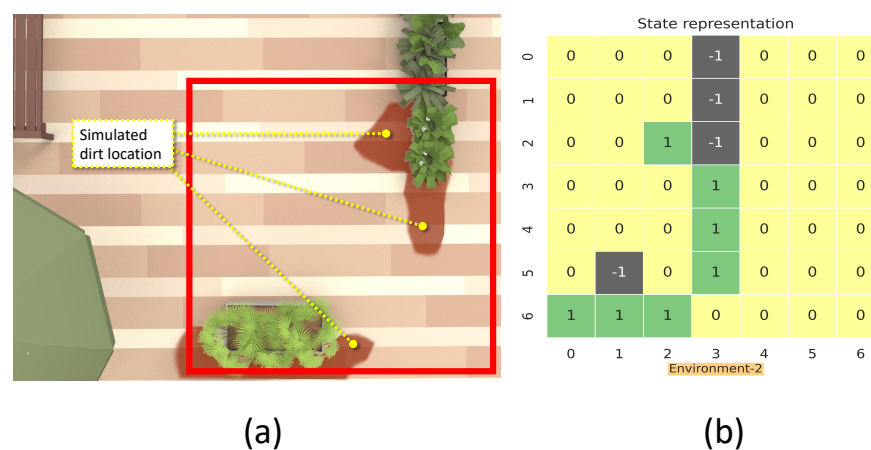 State representation
Simulated
dirt location
0 0 0 0 -1 0 0 0
1 0 0 0 -1 0 0 0
2 0 0 1 -1 0 0 0
3 0 0 0 1 0 0 0
4 0 0 0 1 0 0 0
5 0 -1 0 1 0 0 0
6 1 1 1 0 0 0 0
0 1 2 3 4 5 6
Environment-2
(a)
(b)